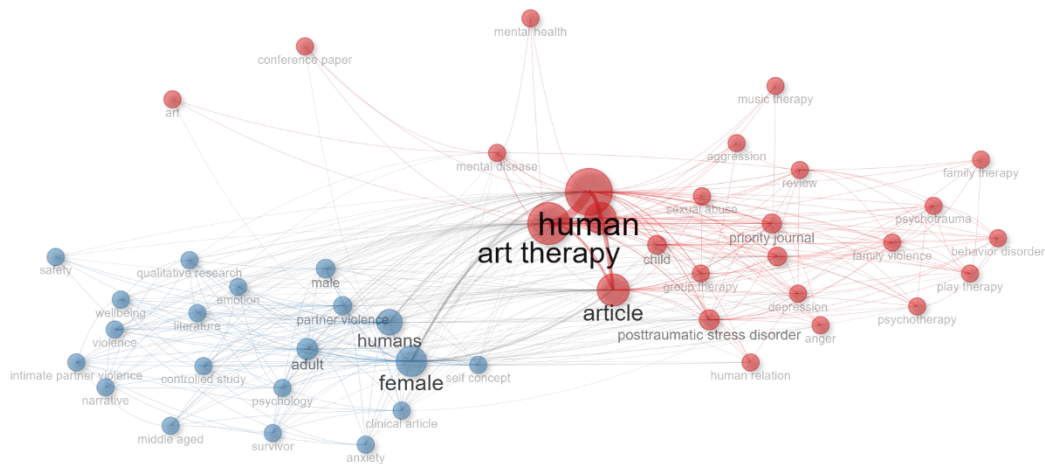 mental health
conference paper
music therapy
art
aggression
mental disease
review
family therapy
sexual abuse
psychotrauma
human
priority journal
art therapy
child
family violence
behavior disorder
safety
qualitative research
male
group therapy
play therapy
emotion
depression
wellbeing
literature
partner violence
article
psychotherapy
violence
humans
posttraumatic stress disorder
anger
adult
intimate partner violence
controlled study
female
self concept
human relation
narrative
psychology
clinical article
middle aged
survivor
anxiety